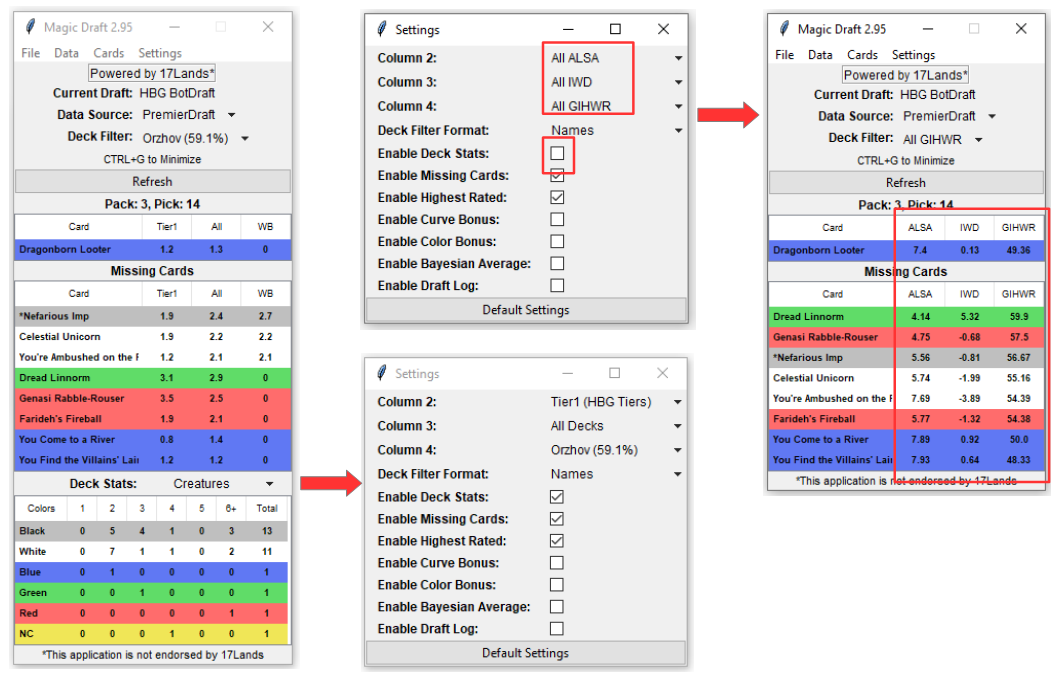 Magic Draft 2.95
File Data Cards Settings
Powered by 17Lands*
Current Draft: HBG BotDraft
Data Source: PremierDraft
Deck Filter: Orzhov (59.1%)
CTRL+G to Minimize
Refresh
Pack: 3, Pick: 14
Card Tier1 All WB
Dragonborn Looter 1.2 1.3 0
Missing Cards
Card Tier1 All WB
*Nefarious Imp 1.9 2.4 2.7
Celestial Unicorn 1.9 2.2 2.2
You're Ambushed on the F 1.2 2.1 2.1
Dread Linnorm 3.1 2.9 0
Genasi Rabble-Rouser 3.5 2.5 0
Farideh's Fireball 1.9 2.1 0
You Come to a River 0.8 1.4 0
You Find the Villains' Lair 1.2 1.2 0
Deck Stats: Creatures
Colors 1 2 3 4 5 6+ Total
Black 0 5 4 1 0 3 13
White 0 7 1 1 0 2 11
Blue 0 1 0 0 0 0 1
Green 0 0 1 0 0 0 1
Red 0 0 0 0 0 1 1
NC 0 0 0 1 0 0 1
*This application is not endorsed by 17Lands
Settings
Column 2: All ALSA
Column 3: All IWD
Column 4: All GIHWR
Deck Filter Format: Names
Enable Deck Stats:
Enable Missing Cards:
Enable Highest Rated:
Enable Curve Bonus:
Enable Color Bonus:
Enable Bayesian Average:
Enable Draft Log:
Default Settings
Settings
Column 2: Tier1 (HBG Tiers)
Column 3: All Decks
Column 4: Orzhov (59.1%)
Deck Filter Format: Names
Enable Deck Stats:
Enable Missing Cards:
Enable Highest Rated:
Enable Curve Bonus:
Enable Color Bonus:
Enable Bayesian Average:
Enable Draft Log:
Default Settings
Magic Draft 2.95
File Data Cards Settings
Powered by 17Lands*
Current Draft: HBG BotDraft
Data Source: PremierDraft
Deck Filter: All GIHWR
CTRL+G to Minimize
Refresh
Pack: 3, Pick: 14
Card ALSA IWD GIHWR
Dragonborn Looter 7.4 0.13 49.36
Missing Cards
Card ALSA IWD GIHWR
Dread Linnorm 4.14 5.32 59.9
Genasi Rabble-Rouser 4.75 -0.68 57.5
*Nefarious Imp 5.56 -0.81 56.67
Celestial Unicorn 5.74 -1.99 55.16
You're Ambushed on the F 7.69 -3.89 54.39
Farideh's Fireball 5.77 -1.32 54.38
You Come to a River 7.89 0.92 50.0
You Find the Villains' Lair 7.93 0.64 48.33
*This application is not endorsed by 17Lands